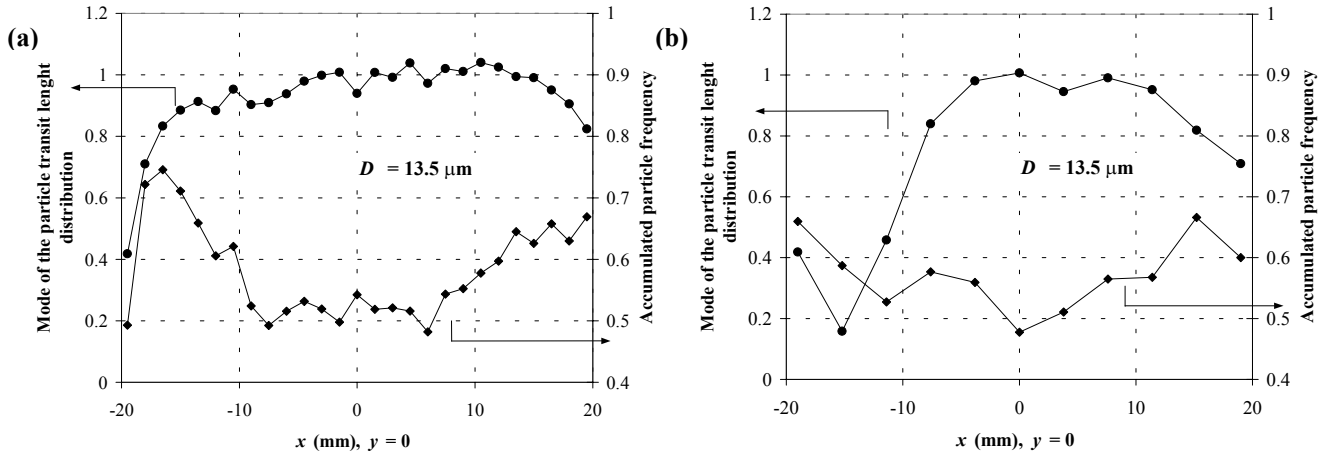 (a)
Mode of the particle transit lenght
distribution
1.2
1
0.8
0.6
0.4
0.2
0
D = 13.5 μm
1
0.9
0.8
0.7
0.6
0.5
0.4
Accumulated particle frequency
-20 -10 0 10 20
x (mm), y = 0
(b)
Mode of the particle transit lenght
distribution
1.2
1
0.8
0.6
0.4
0.2
0
D = 13.5 μm
1
0.9
0.8
0.7
0.6
0.5
0.4
Accumulated particle frequency
-20 -10 0 10 20
x (mm), y = 0